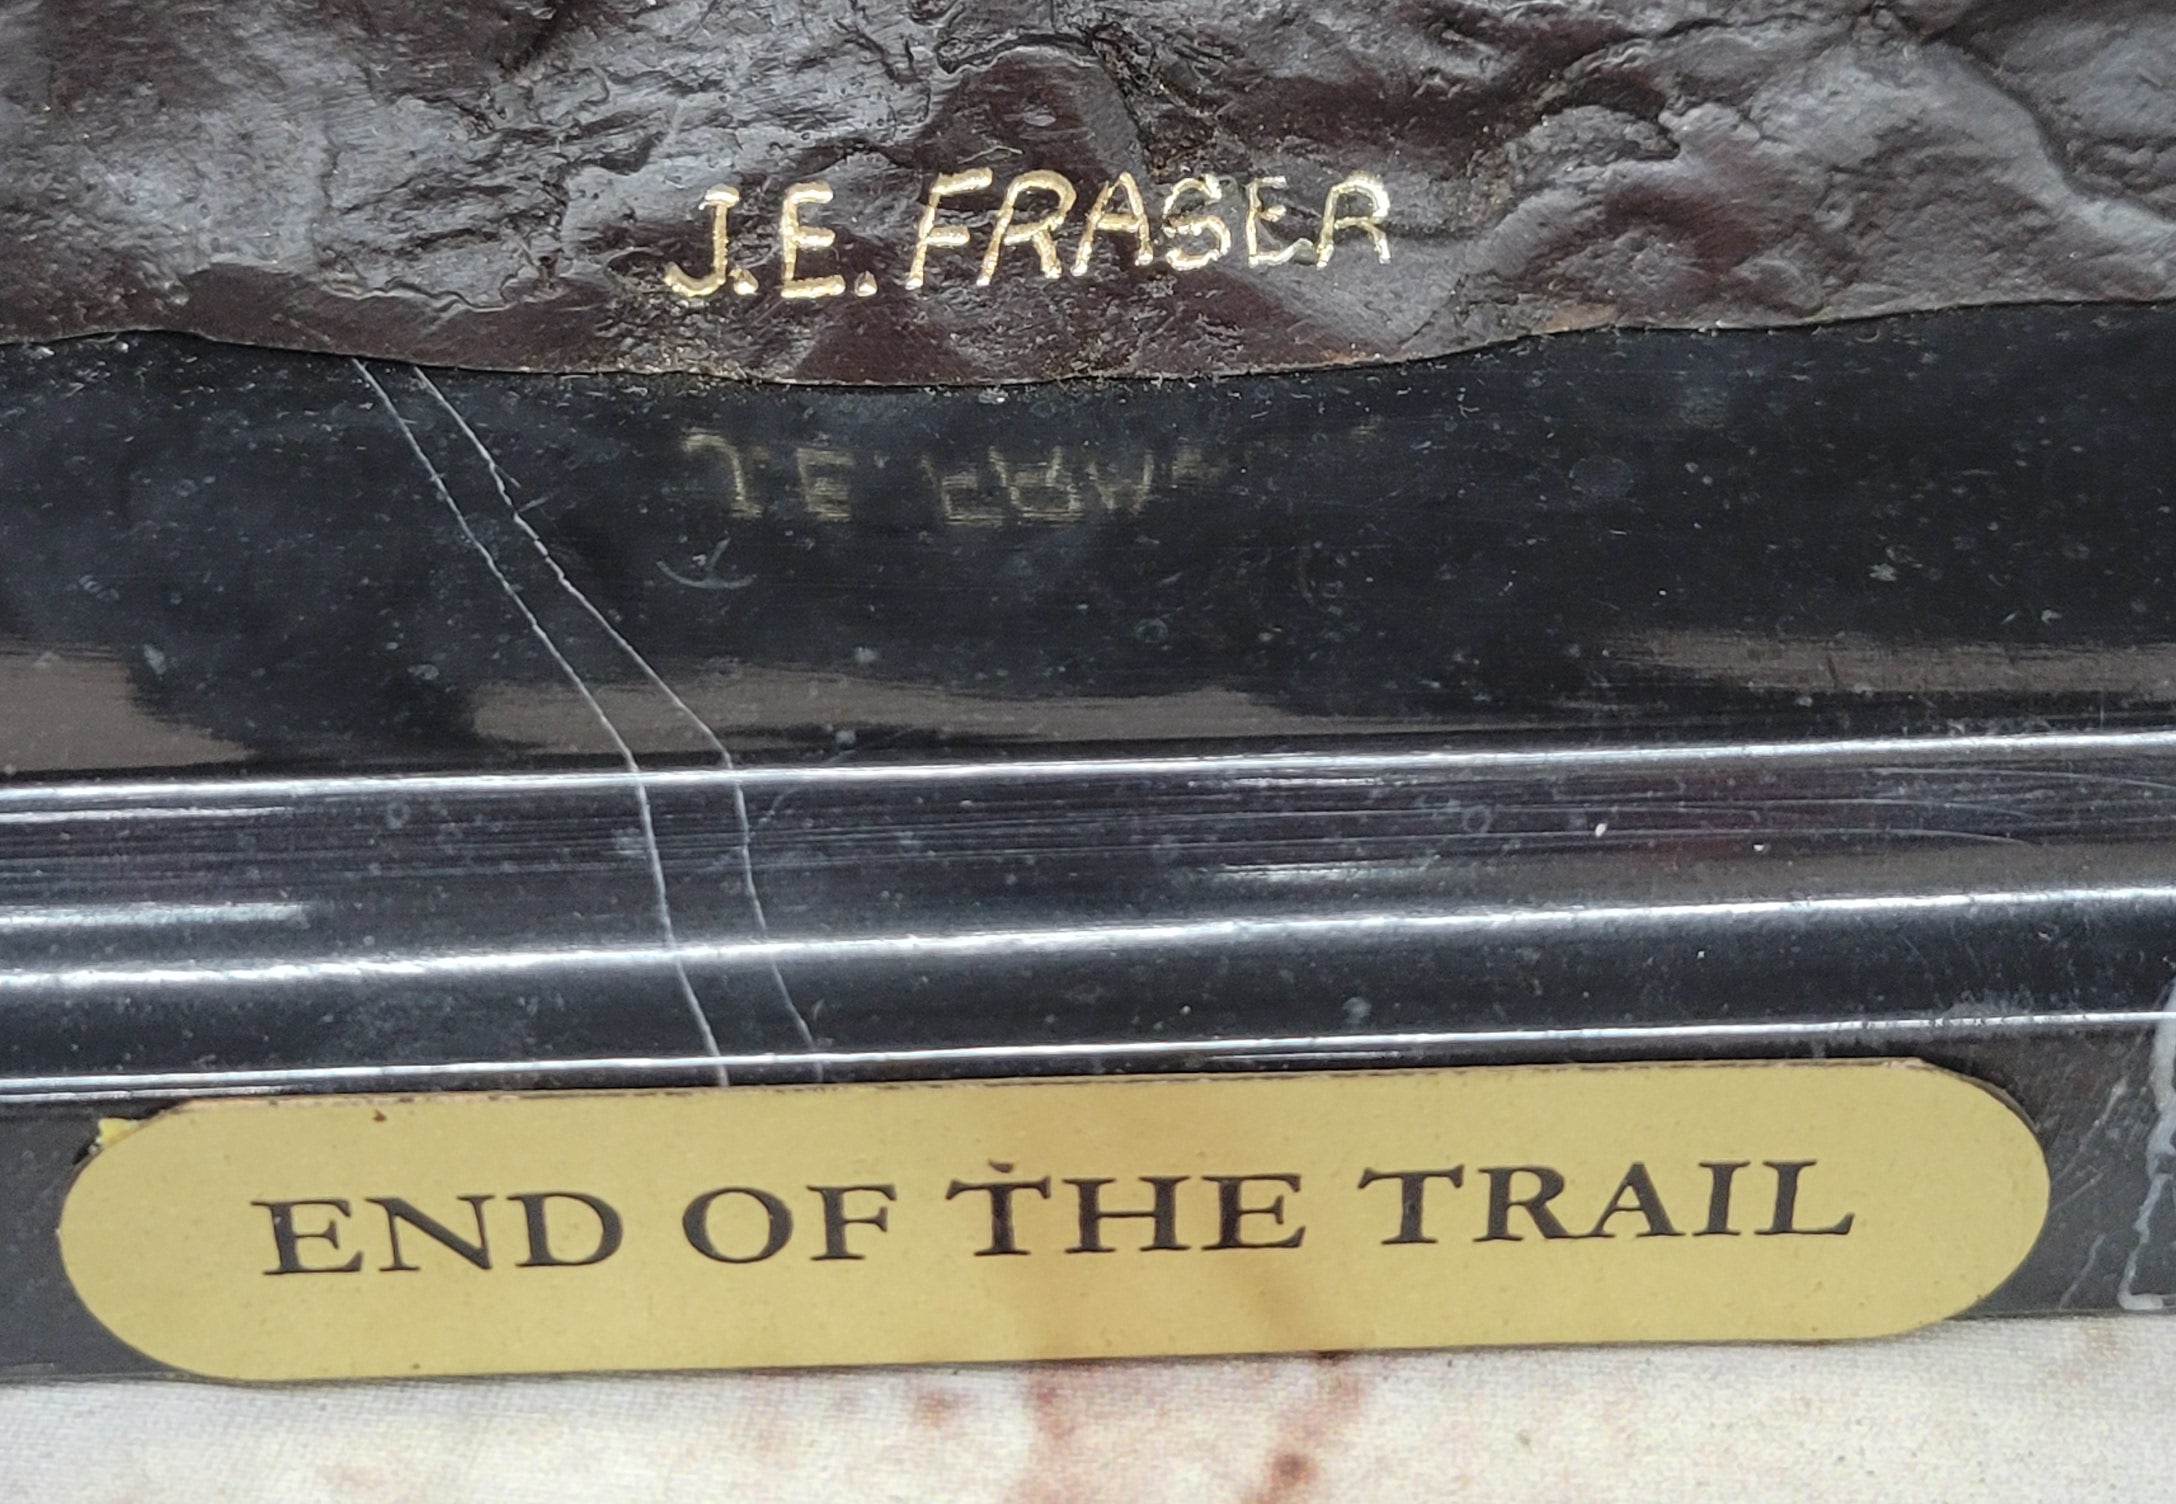 J.E. FRASER
END OF THE TRAIL